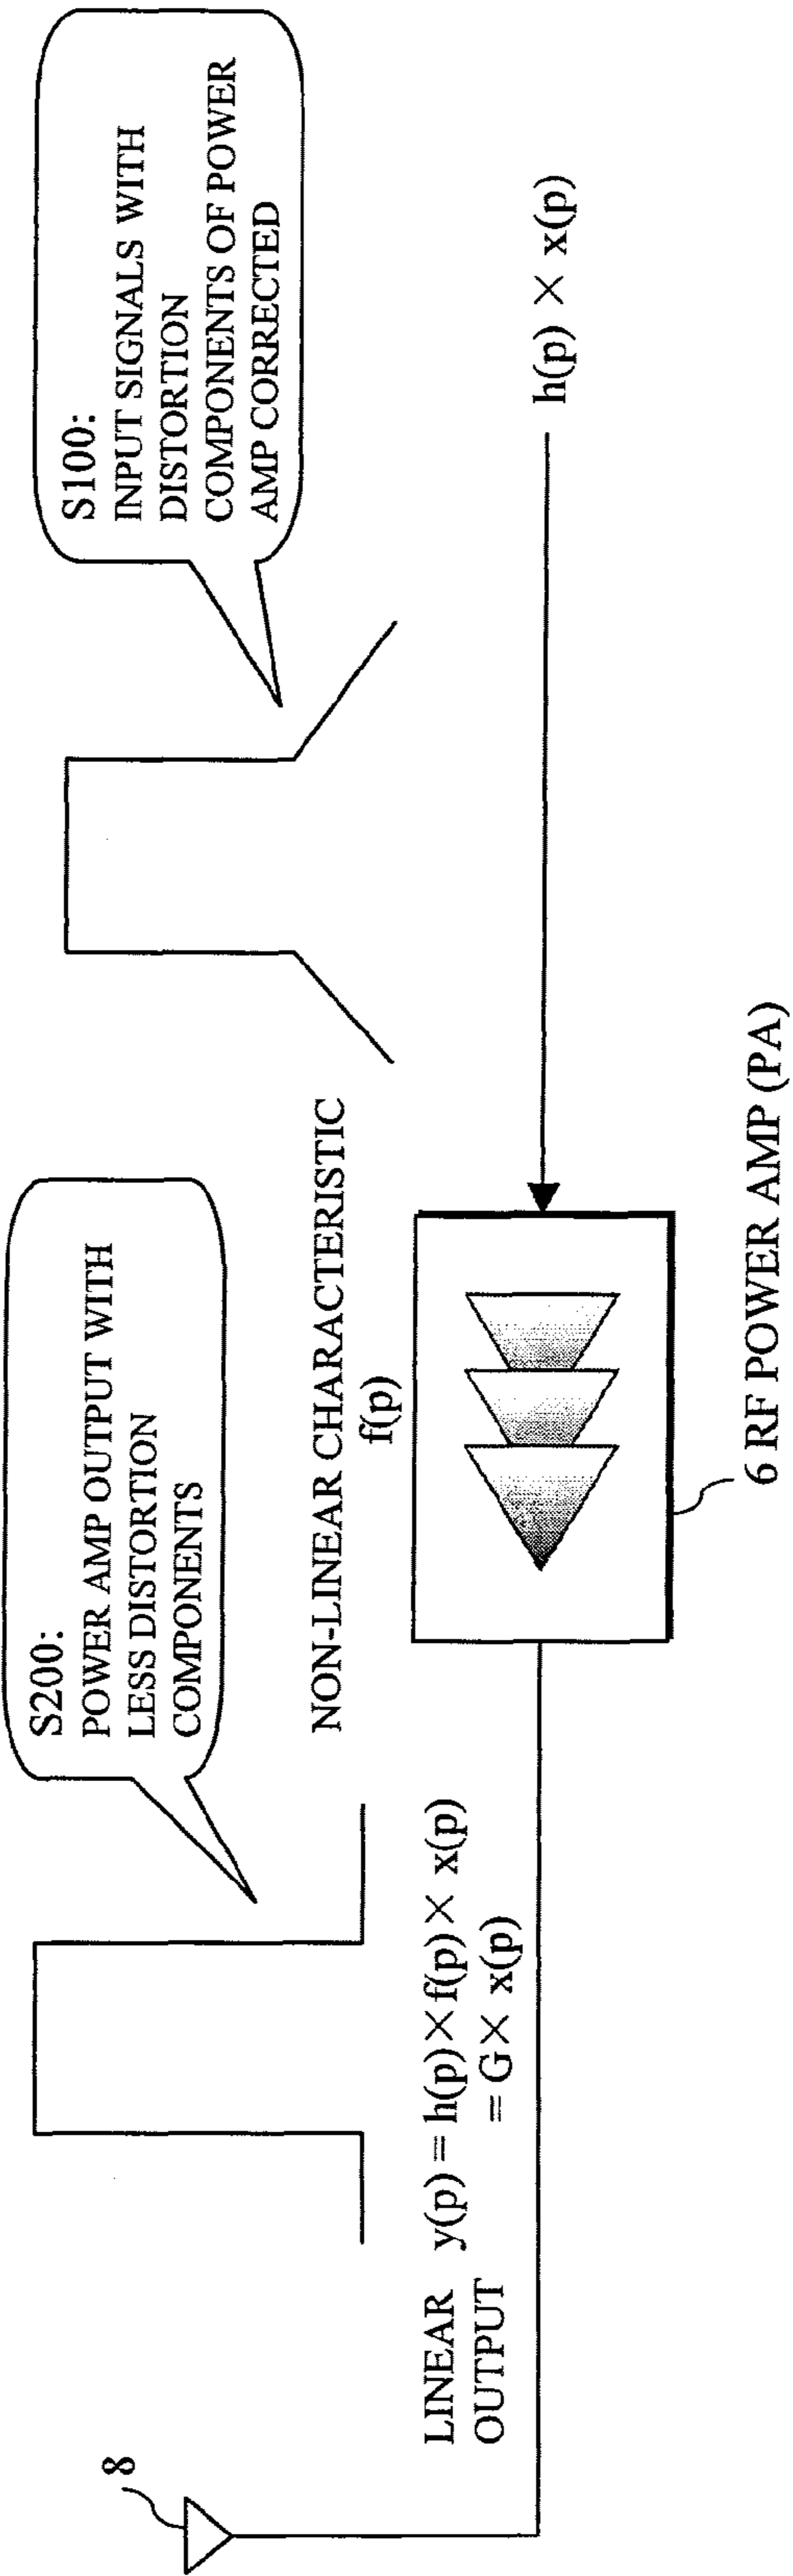 8
LINEAR
OUTPUT
y(p) = h(p)×f(p)× x(p)
= G× x(p)
S200:
POWER AMP OUTPUT WITH
LESS DISTORTION
COMPONENTS
NON-LINEAR CHARACTERISTIC
f(p)
6 RF POWER AMP (PA)
S100:
INPUT SIGNALS WITH
DISTORTION
COMPONENTS OF POWER
AMP CORRECTED
h(p) × x(p)